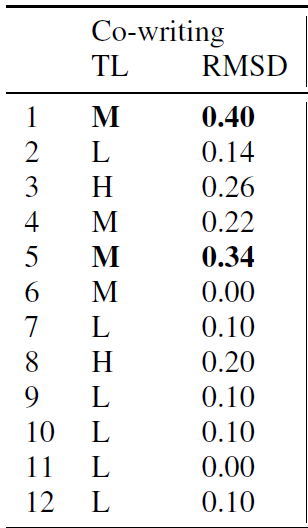 Co-writing
TL RMSD
1 M 0.40
2 L 0.14
3 H 0.26
4 M 0.22
5 M 0.34
6 M 0.00
7 L 0.10
8 H 0.20
9 L 0.10
10 L 0.10
11 L 0.00
12 L 0.10